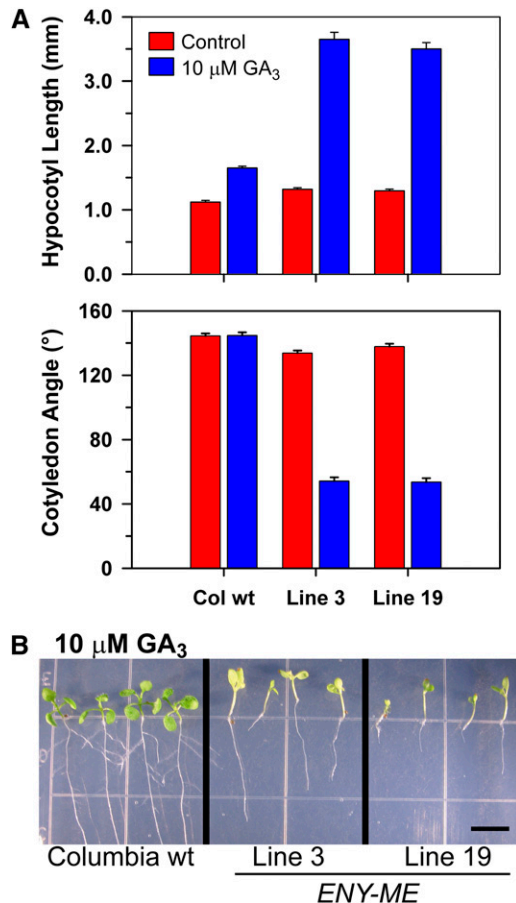 A
Hypocotyl Length (mm)
4.0
3.0
2.0
1.0
0.0
Control
10 μM GA₃
Cotyledon Angle (°)
160
120
80
40
0
Col wt
Line 3
Line 19
B
10 μM GA₃
Columbia wt
Line 3
Line 19
ENY-ME